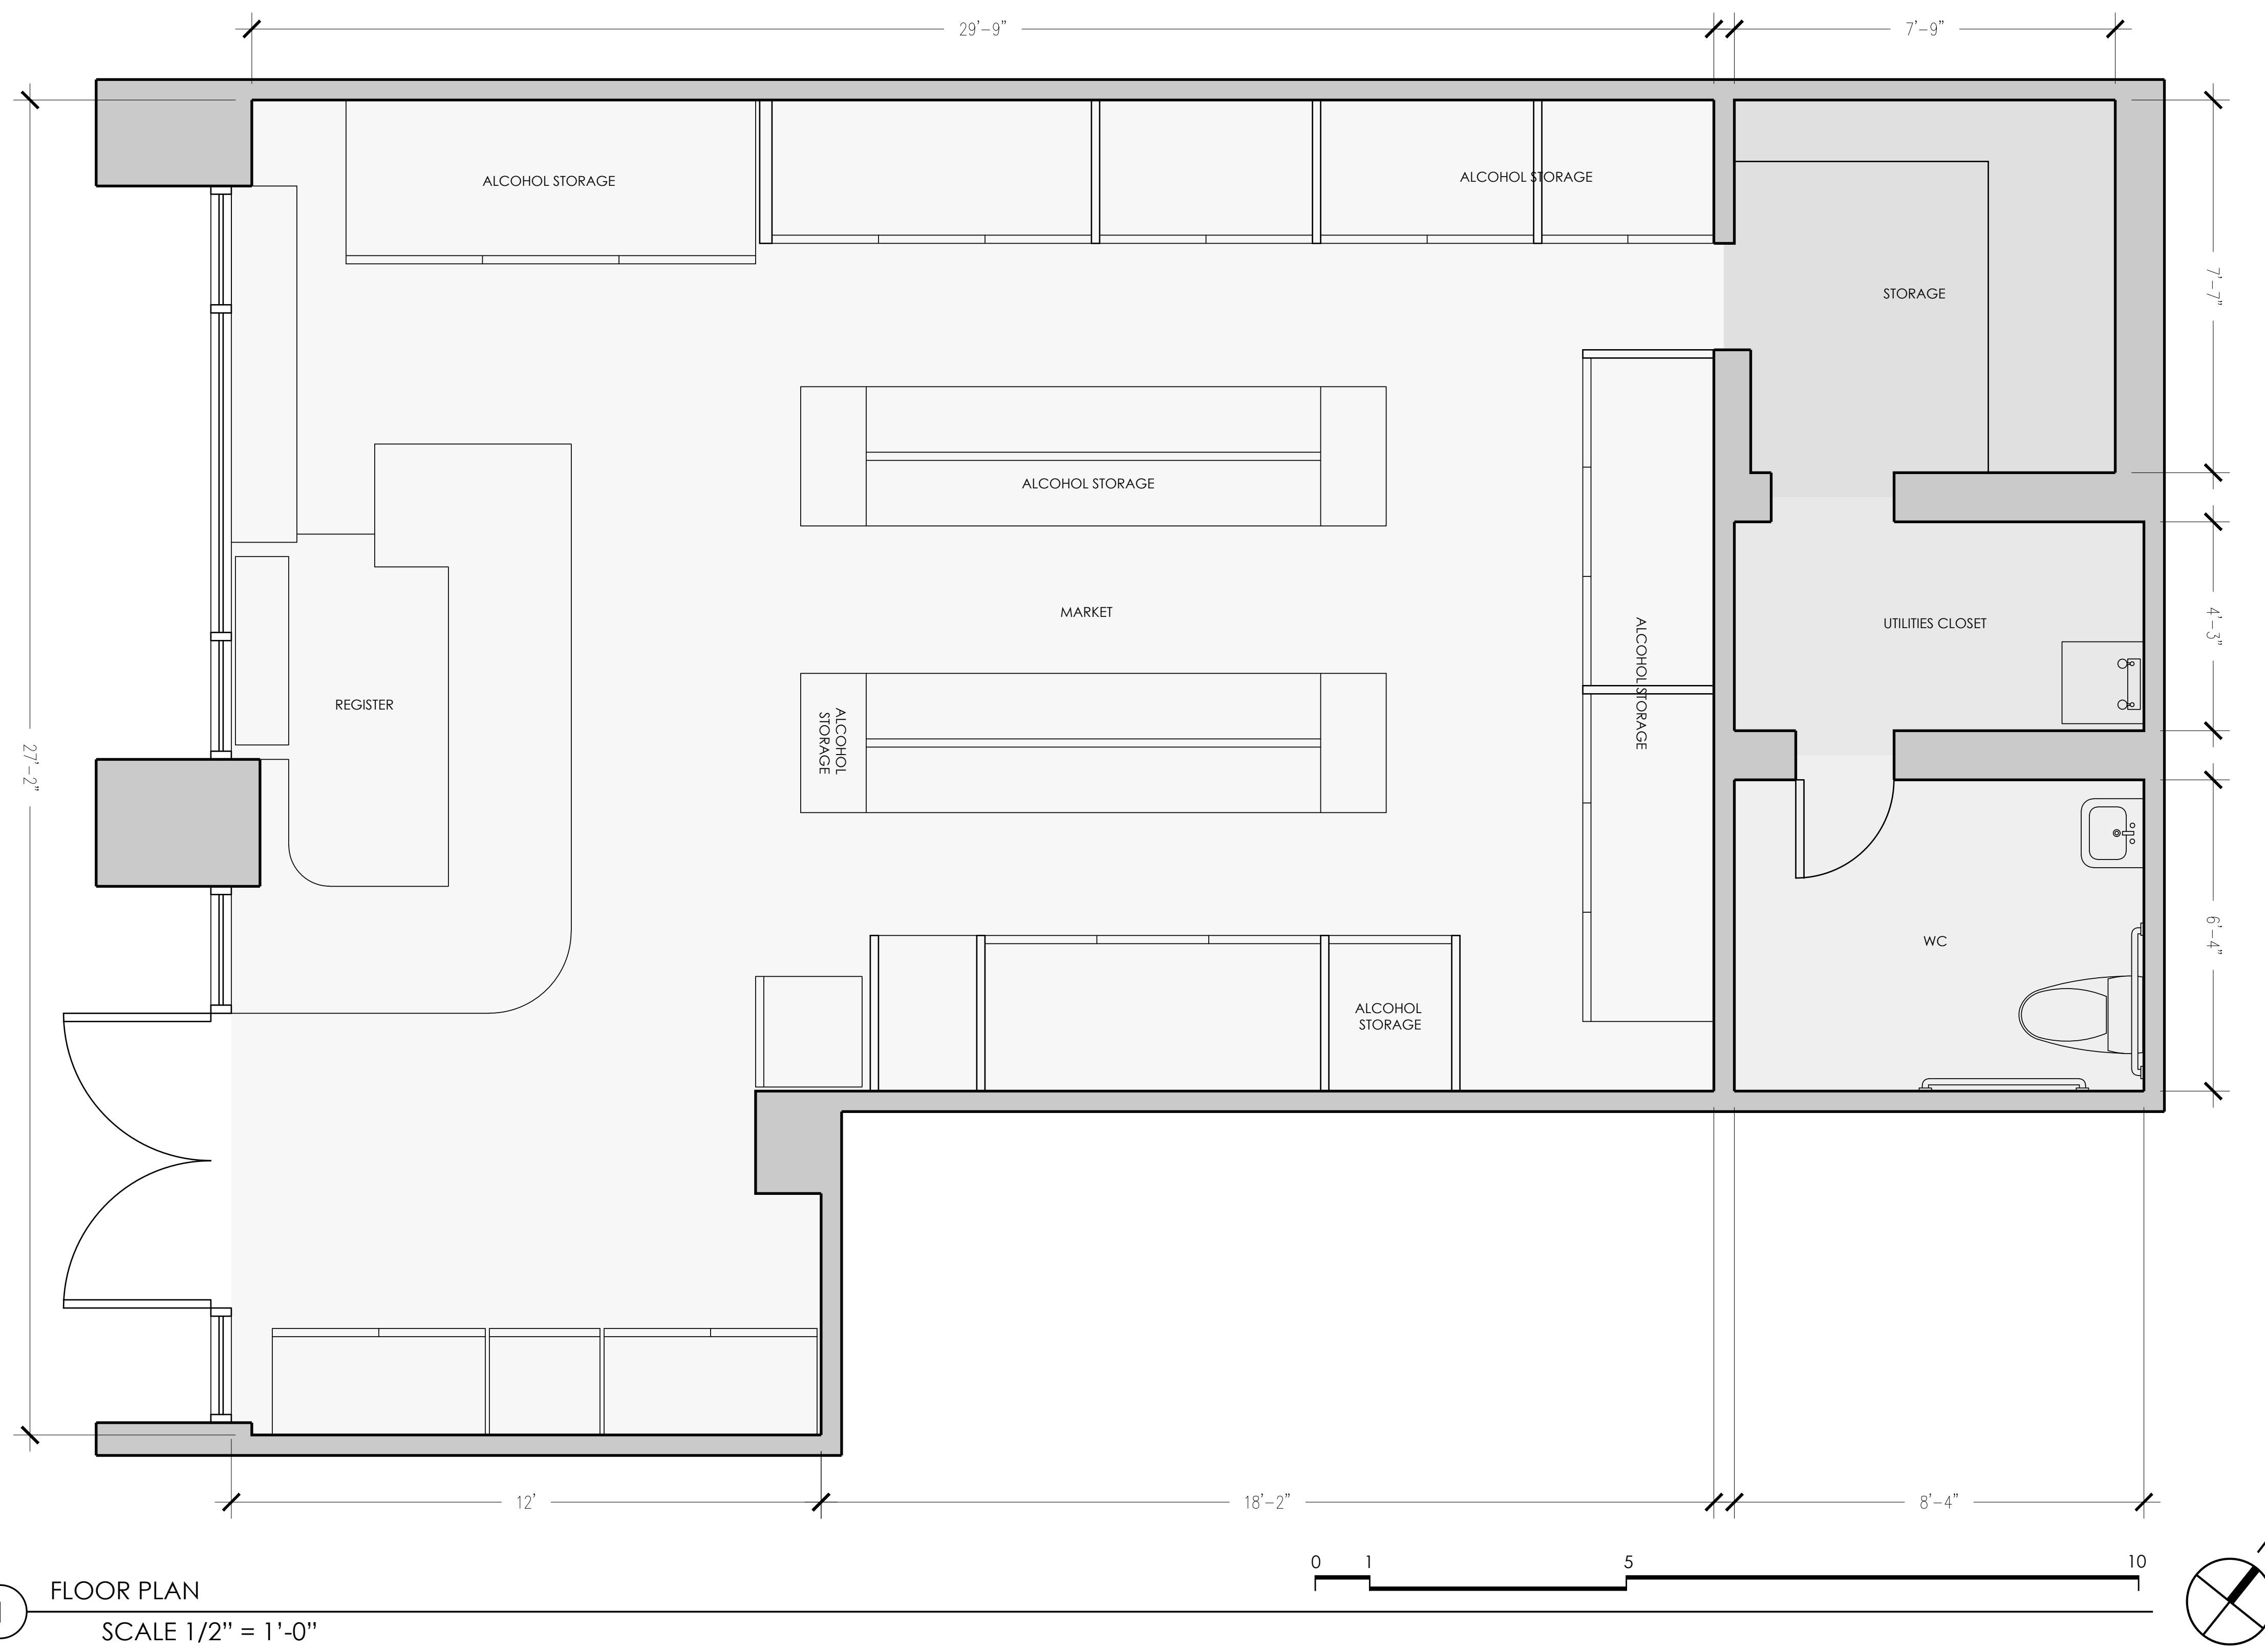 29'-9"
7'-9"
ALCOHOL STORAGE
ALCOHOL STORAGE
STORAGE
7'-7"
ALCOHOL STORAGE
MARKET
UTILITIES CLOSET
4'-3"
ALCOHOL STORAGE
REGISTER
ALCOHOL
STORAGE
27'-2"
WC
6'-4"
ALCOHOL
STORAGE
12'
18'-2"
8'-4"
0 1 5 10
FLOOR PLAN
SCALE 1/2" = 1'-0"